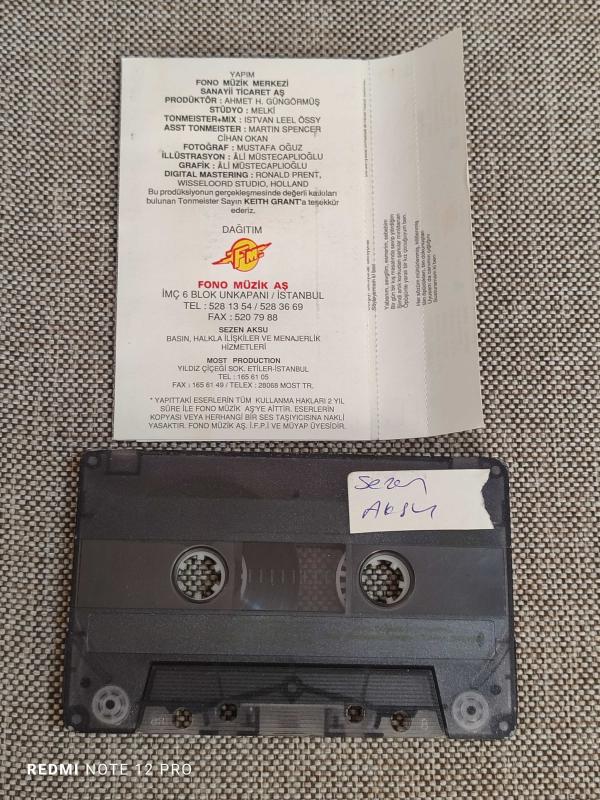 YAPIM
FONO MÜZİK MERKEZİ
SANAYİİ TİCARET AŞ
PRODÜKTÖR : AHMET H. GÜNGÖRMÜŞ
STÜDYO : MELKİ
TONMEISTER+MIX : ISTVAN LEEL ÖSSY
ASST TONMEISTER : MARTIN SPENCER
CİHAN OKAN
FOTOĞRAF : MUSTAFA OĞUZ
İLLÜSTRASYON : ÂLİ MÜSTECAPLIOĞLU
GRAFİK : ÂLİ MÜSTECAPLIOĞLU
DIGITAL MASTERING : RONALD PRENT,
WISSELOORD STUDIO, HOLLAND
Bu prodüksiyonun gerçekleşmesinde değerli katkıları
bulunan Tonmeister Sayın KEITH GRANT'a teşekkür
ederiz.
DAĞITIM
FONO MÜZİK AŞ
İMÇ 6 BLOK UNKAPANI / İSTANBUL
TEL : 528 13 54 / 528 36 69
FAX : 520 79 88
SEZEN AKSU
BASIN, HALKLA İLİŞKİLER VE MENAJERLİK
HİZMETLERİ
MOST PRODUCTION
YILDIZ ÇİÇEĞİ SOK. ETİLER-İSTANBUL
TEL : 165 61 05
FAX : 165 61 49 / TELEX : 28068 MOST TR.
* YAPITTAKİ ESERLERİN TÜM KULLANMA HAKLARI 2 YIL
SÜRE İLE FONO MÜZİK AŞ'YE AİTTİR. ESERLERİN
KOPYASI VEYA HERHANGİ BİR SES TAŞIYICISINA NAKLİ
YASAKTIR. FONO MÜZİK AŞ. İ.F.P.İ VE MÜYAP ÜYESİDİR.
Sezen
Aksu
REDMI NOTE 12 PRO